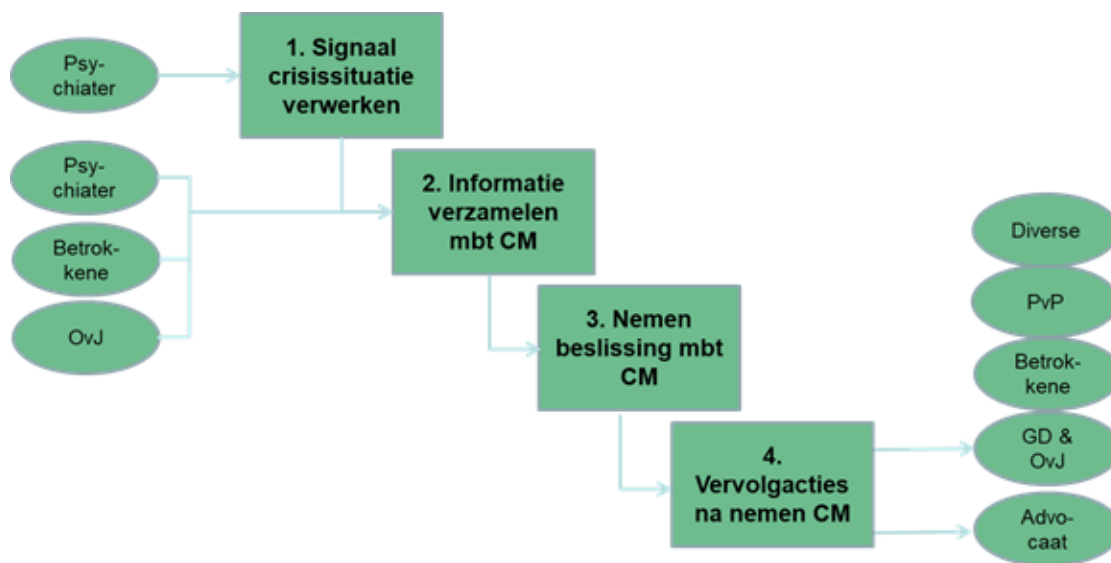 Psy-
chiater
1. Signaal
crisissituatie
verwerken
Psy-
chiater
Betrok-
kene
OvJ
2. Informatie
verzamelen
mbt CM
3. Nemen
beslissing mbt
CM
4.
Vervolgacties
na nemen CM
Diverse
PvP
Betrok-
kene
GD &
OvJ
Advo-
caat